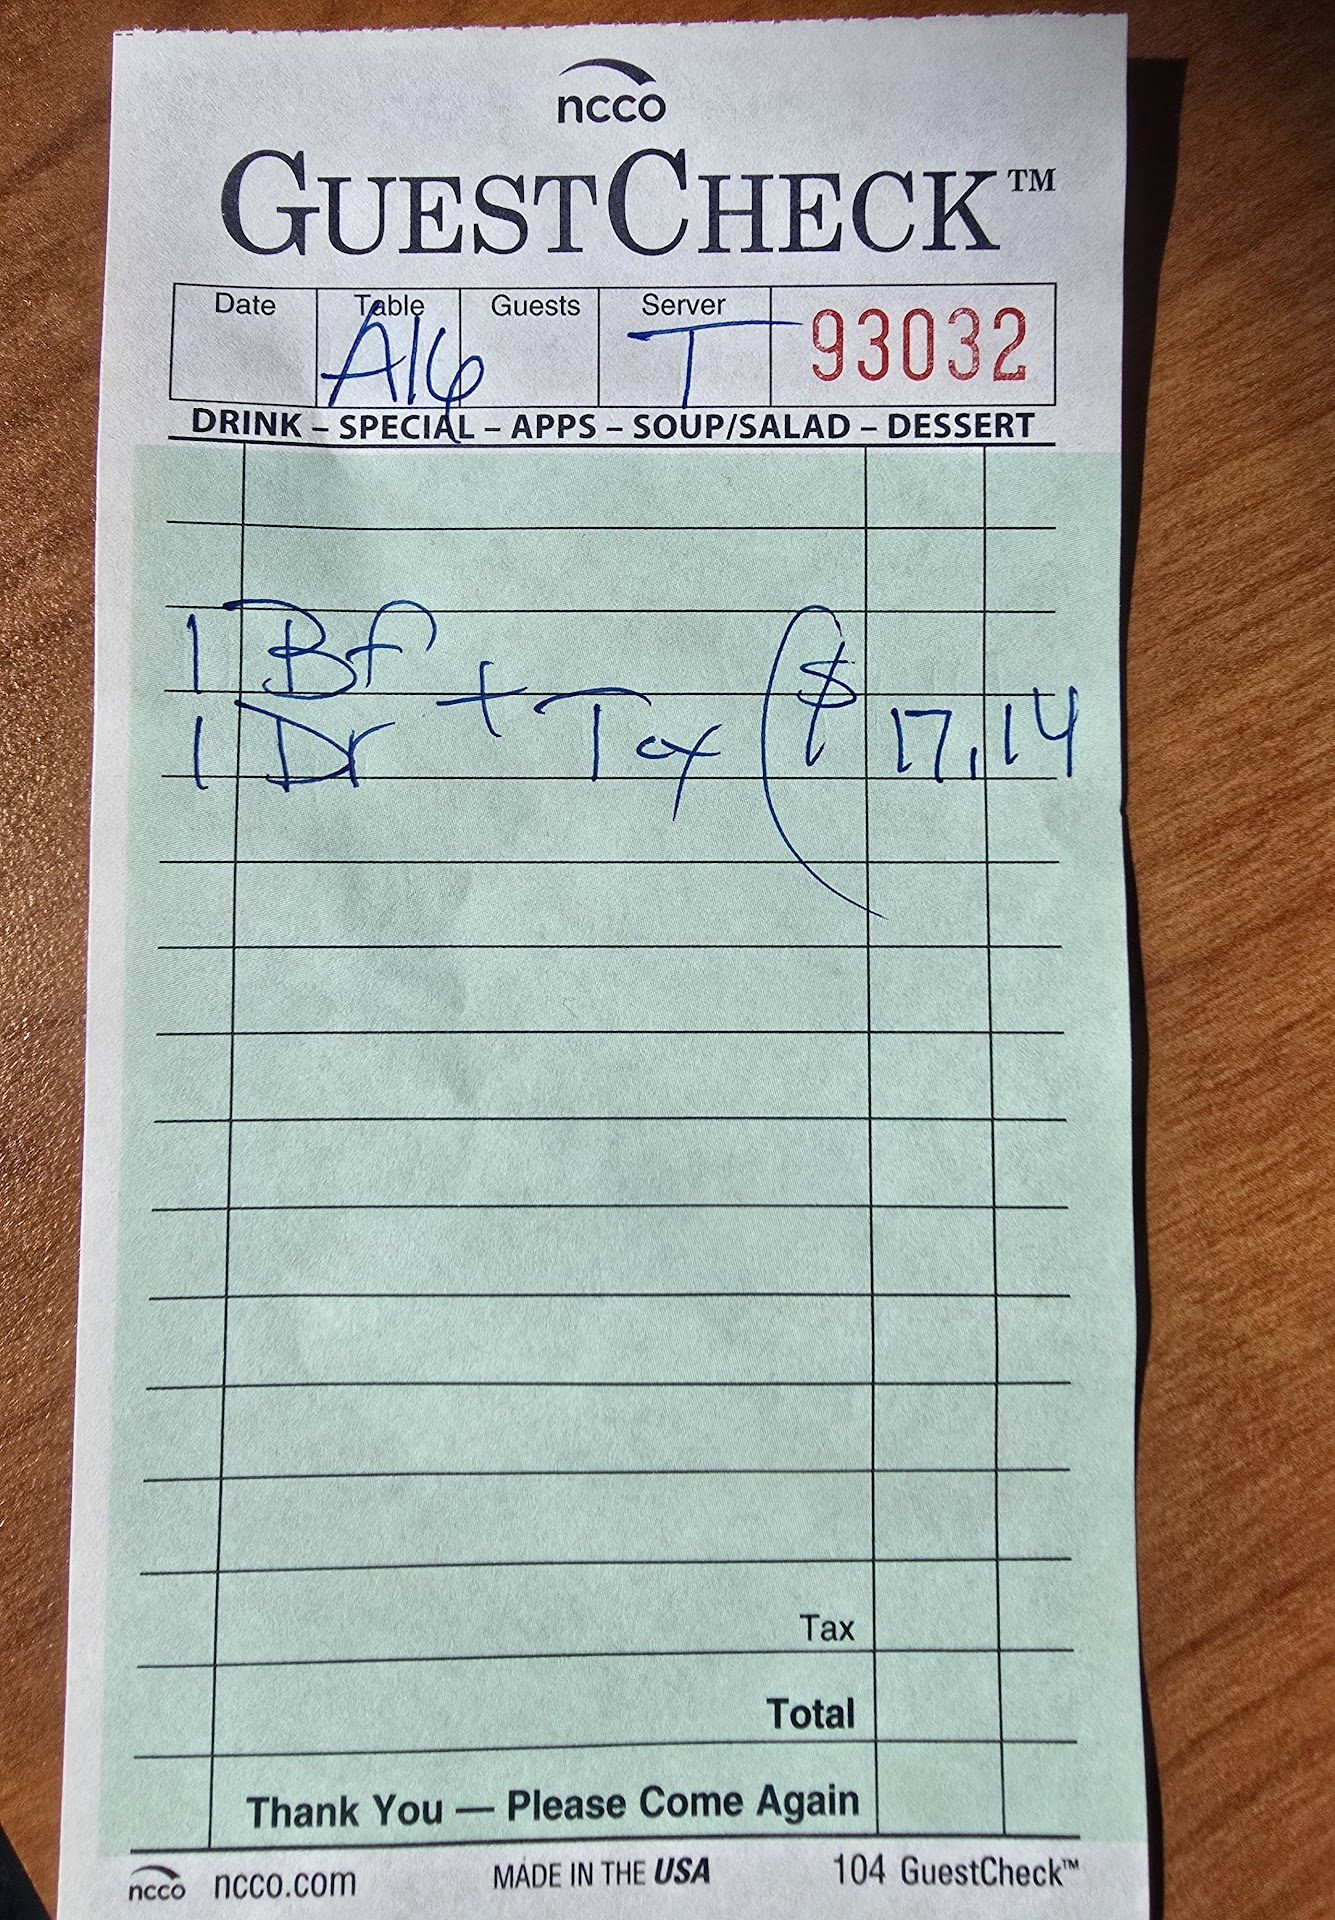 ncco
GUESTCHECK™
Date Table Guests Server
A16 T 93032
DRINK – SPECIAL – APPS – SOUP/SALAD – DESSERT
1 Bf
1 Dr + Tax ($ 17.14
Tax
Total
Thank You — Please Come Again
ncco ncco.com MADE IN THE USA 104 GuestCheck™